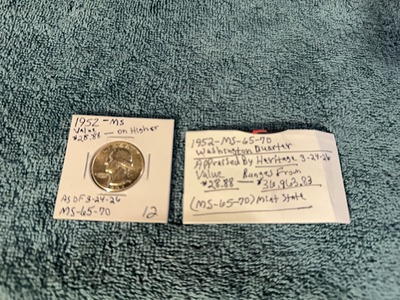 1952-MS
Value
$28.88 — on Higher
AS OF 3-24-26
MS-65-70 12
1952-MS-65-70
Washington Quarter
Appraised By Heritage 3-24-26
Value Ranges From
$28.88 — $36,963.83
(MS-65-70) Mint State